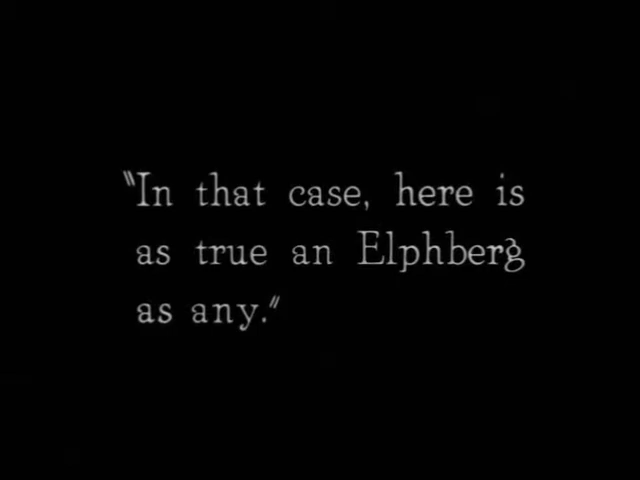 "In that case, here is
as true an Elphberg
as any."